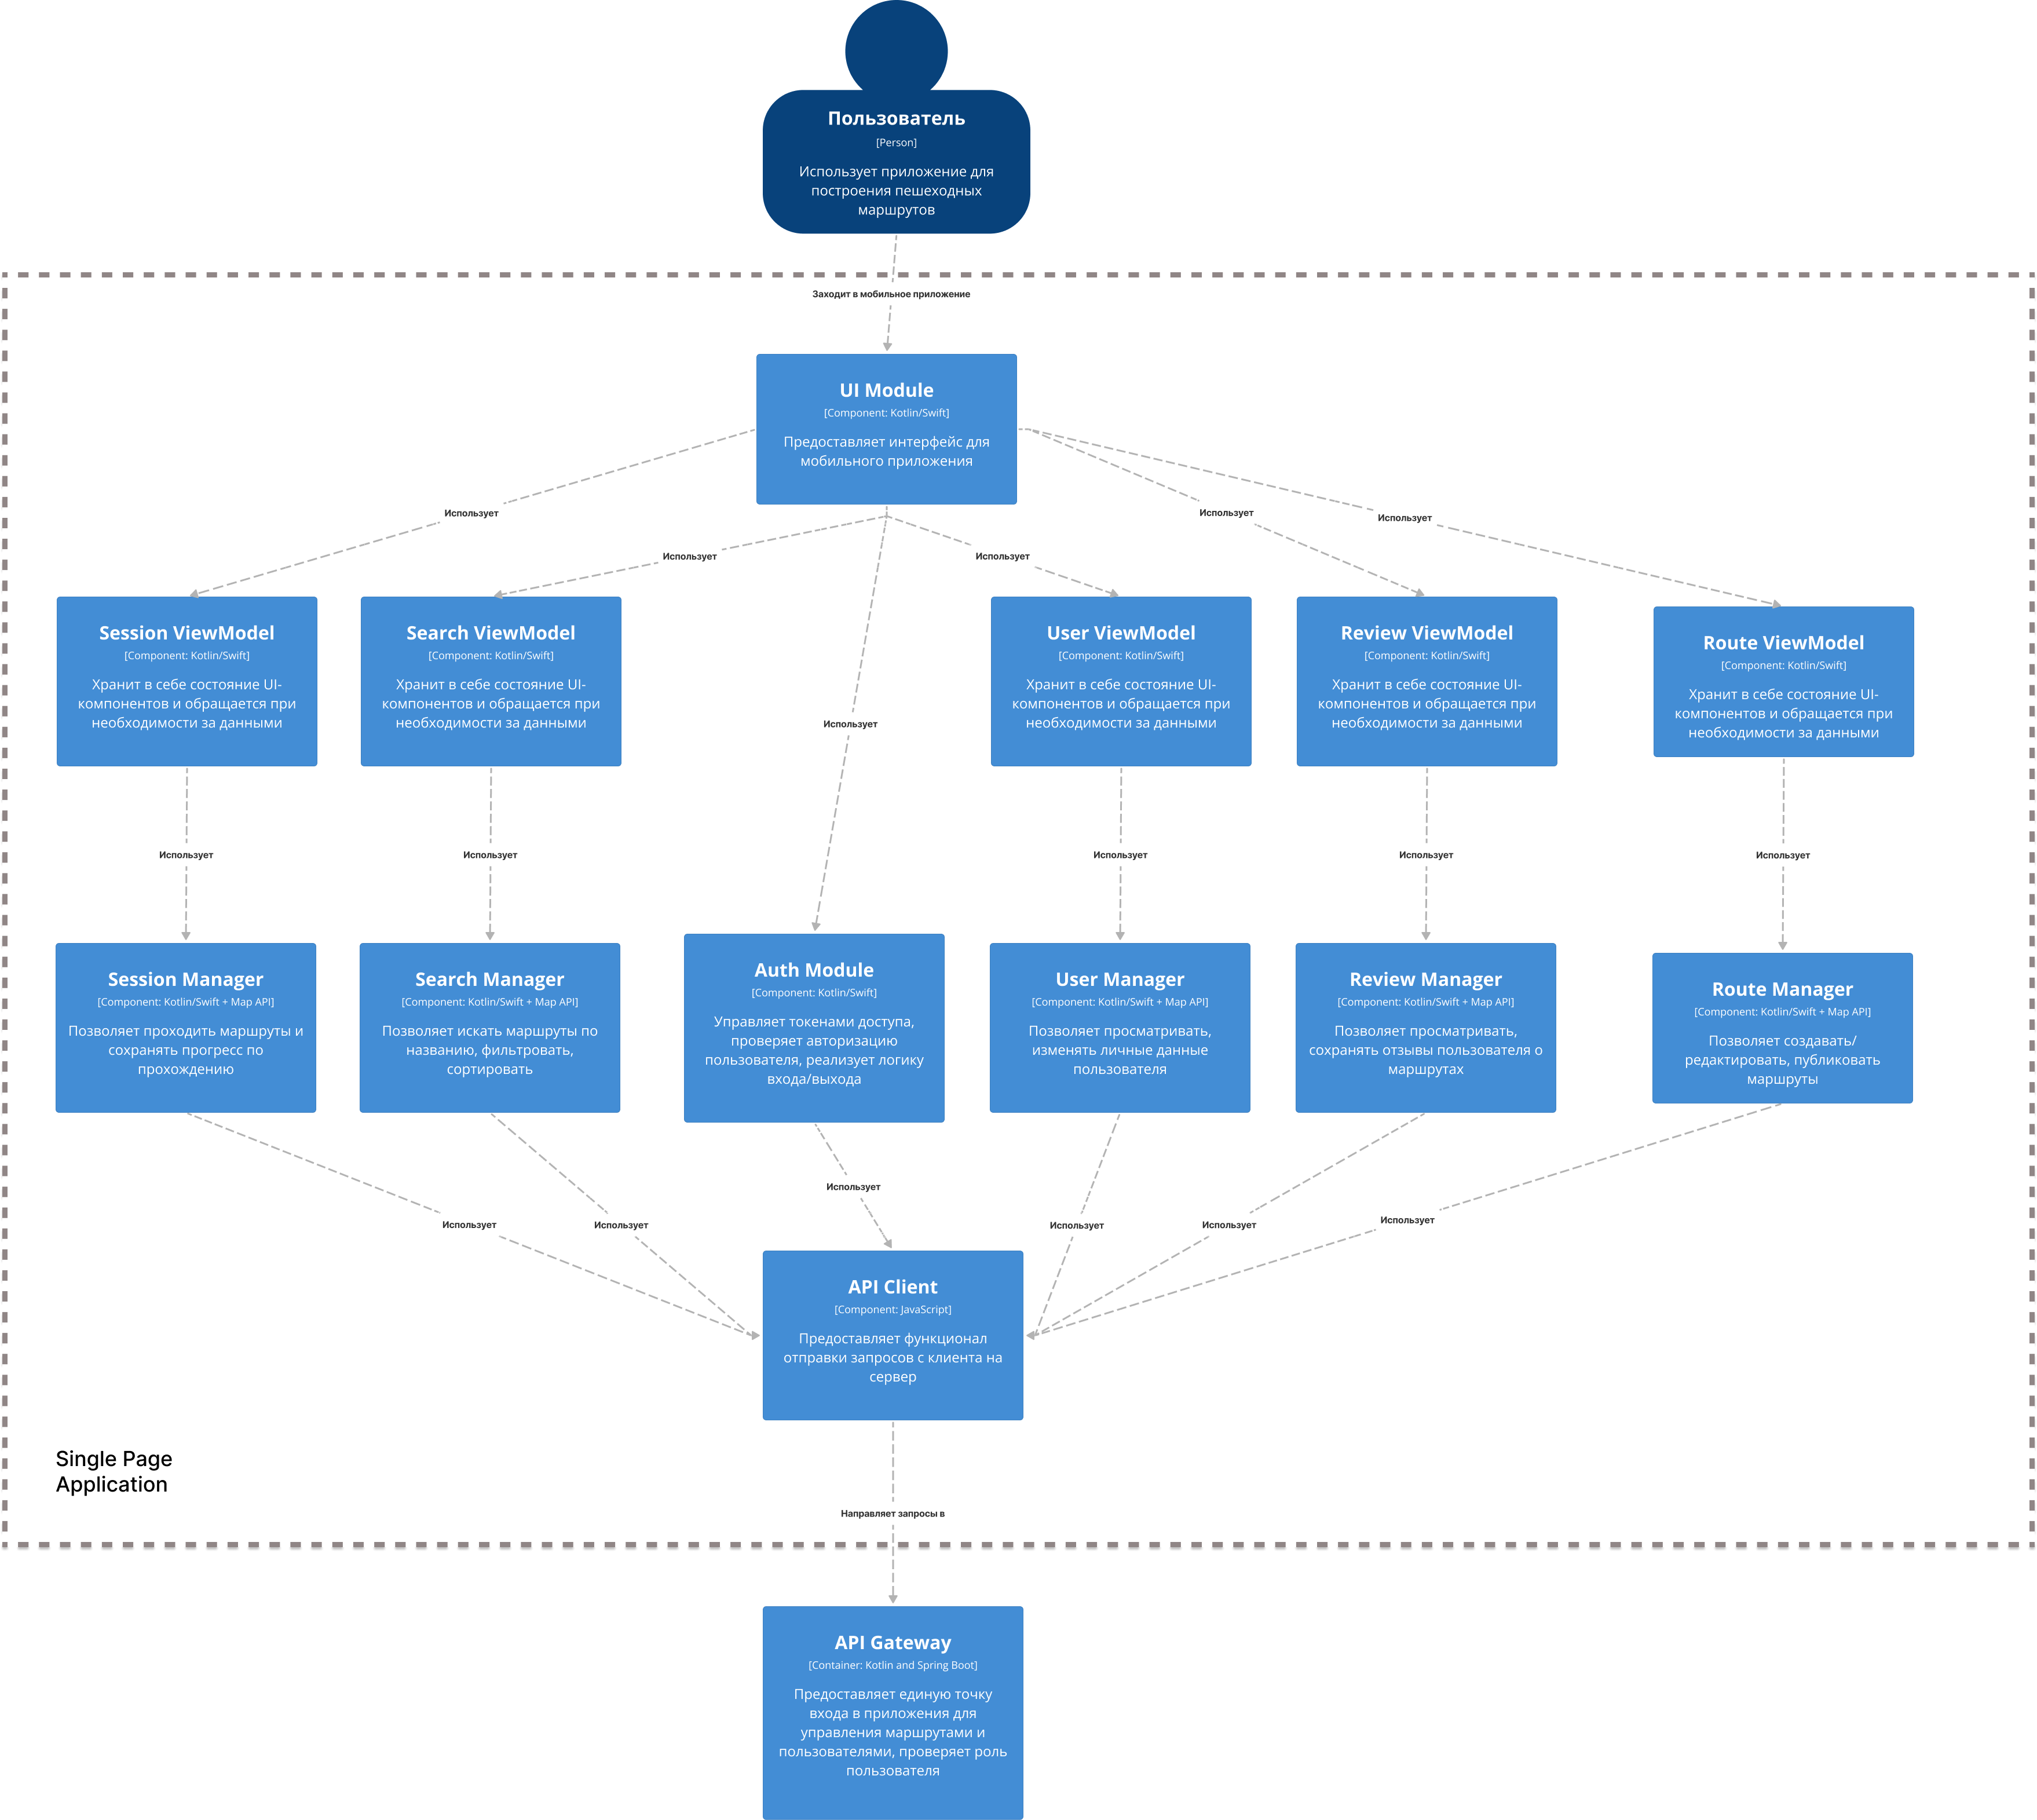 Пользователь
[Person]
Использует приложение для
построения пешеходных
маршрутов
Заходит в мобильное приложение
UI Module
[Component: Kotlin/Swift]
Предоставляет интерфейс для
мобильного приложения
Использует
Использует
Использует
Использует
Использует
Session ViewModel
[Component: Kotlin/Swift]
Хранит в себе состояние UI-
компонентов и обращается при
необходимости за данными
Search ViewModel
[Component: Kotlin/Swift]
Хранит в себе состояние UI-
компонентов и обращается при
необходимости за данными
Использует
User ViewModel
[Component: Kotlin/Swift]
Хранит в себе состояние UI-
компонентов и обращается при
необходимости за данными
Review ViewModel
[Component: Kotlin/Swift]
Хранит в себе состояние UI-
компонентов и обращается при
необходимости за данными
Route ViewModel
[Component: Kotlin/Swift]
Хранит в себе состояние UI-
компонентов и обращается при
необходимости за данными
Использует
Использует
Использует
Использует
Использует
Session Manager
[Component: Kotlin/Swift + Map API]
Позволяет проходить маршруты и
сохранять прогресс по
прохождению
Search Manager
[Component: Kotlin/Swift + Map API]
Позволяет искать маршруты по
названию, фильтровать,
сортировать
Auth Module
[Component: Kotlin/Swift]
Управляет токенами доступа,
проверяет авторизацию
пользователя, реализует логику
входа/выхода
User Manager
[Component: Kotlin/Swift + Map API]
Позволяет просматривать,
изменять личные данные
пользователя
Review Manager
[Component: Kotlin/Swift + Map API]
Позволяет просматривать,
сохранять отзывы пользователя о
маршрутах
Route Manager
[Component: Kotlin/Swift + Map API]
Позволяет создавать/
редактировать, публиковать
маршруты
Использует
Использует
Использует
Использует
Использует
Использует
API Client
[Component: JavaScript]
Предоставляет функционал
отправки запросов с клиента на
сервер
Single Page
Application
Направляет запросы в
API Gateway
[Container: Kotlin and Spring Boot]
Предоставляет единую точку
входа в приложения для
управления маршрутами и
пользователями, проверяет роль
пользователя